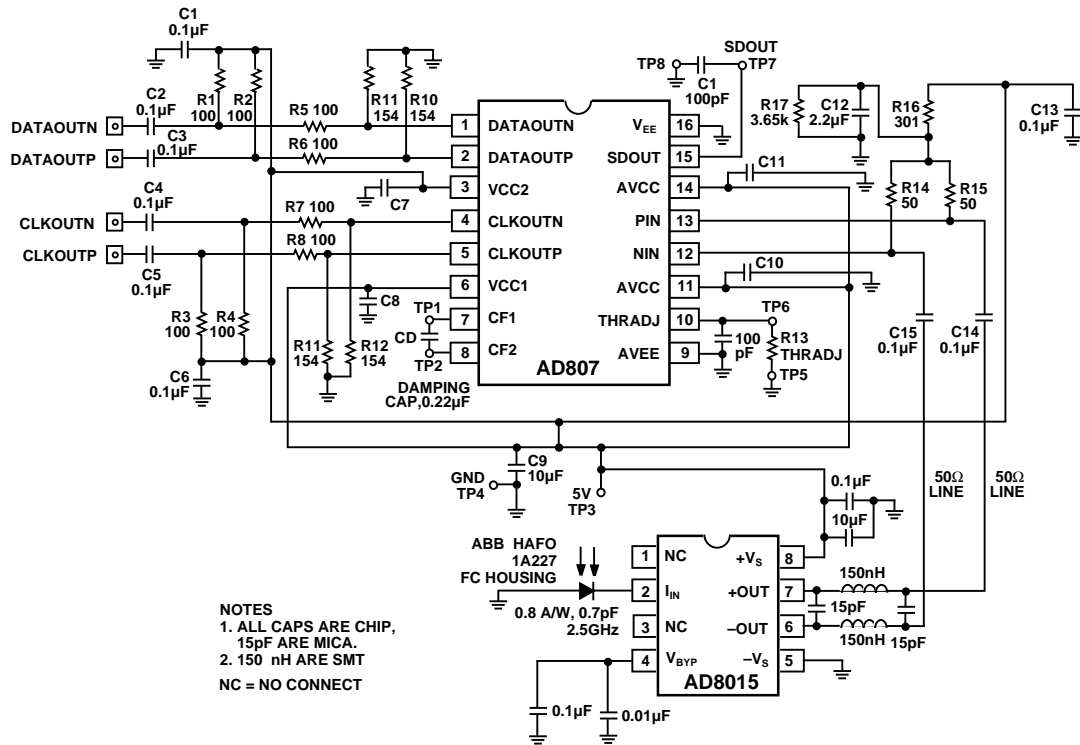 C1
0.1μF
C2
0.1μF
R1
100
R2
100
R11
154
R10
154
R5 100
DATAOUTN
C3
0.1μF
DATAOUTP
R6 100
C7
C4
0.1μF
CLKOUTN
R7 100
R8 100
CLKOUTP
C5
0.1μF
R3
100
R4
100
C6
0.1μF
C8
R11
154
R12
154
TP1
CD
TP2
DAMPING
CAP,0.22μF
1 DATAOUTN
2 DATAOUTP
3 VCC2
4 CLKOUTN
5 CLKOUTP
6 VCC1
7 CF1
8 CF2
VEE 16
SDOUT 15
AVCC 14
PIN 13
NIN 12
AVCC 11
THRADJ 10
AVEE 9
AD807
SDOUT
TP7
TP8
C1
100pF
R17
3.65k
C12
2.2μF
R16
301
C13
0.1μF
C11
R14
50
R15
50
C10
TP6
100
pF
R13
THRADJ
TP5
C15
0.1μF
C14
0.1μF
C9
10μF
GND
TP4
5V
TP3
0.1μF
10μF
50Ω
LINE
50Ω
LINE
ABB HAFO
1A227
FC HOUSING
0.8 A/W, 0.7pF
2.5GHz
1 NC
2 IIN
3 NC
4 VBYP
+VS 8
+OUT 7
–OUT 6
–VS 5
AD8015
150nH
15pF
150nH
15pF
0.1μF
0.01μF
NOTES
1. ALL CAPS ARE CHIP,
15pF ARE MICA.
2. 150 nH ARE SMT
NC = NO CONNECT